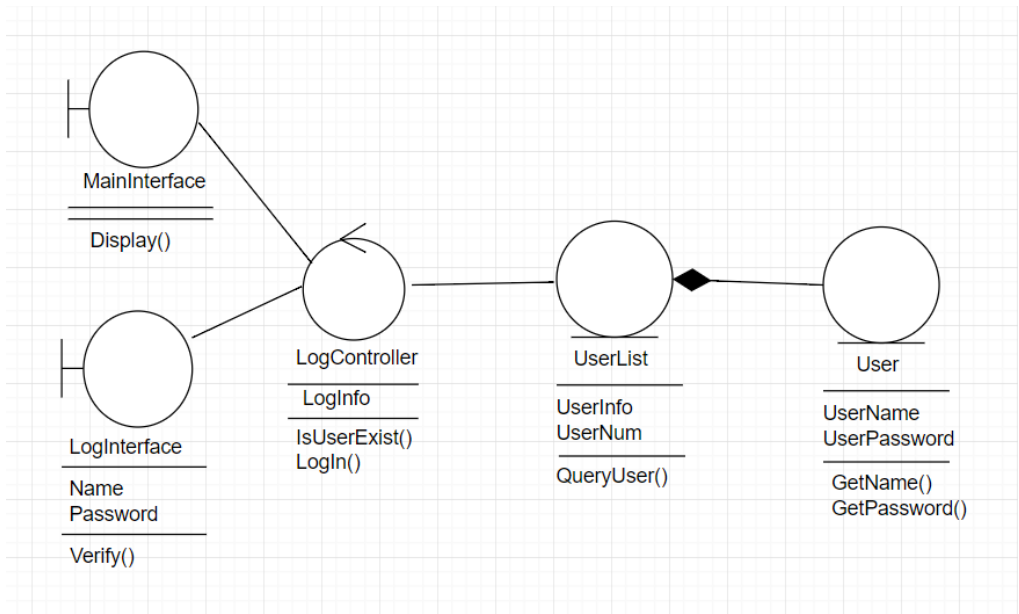 MainInterface
Display()
LogInterface
Name
Password
Verify()
LogController
LogInfo
IsUserExist()
LogIn()
UserList
UserInfo
UserNum
QueryUser()
User
UserName
UserPassword
GetName()
GetPassword()